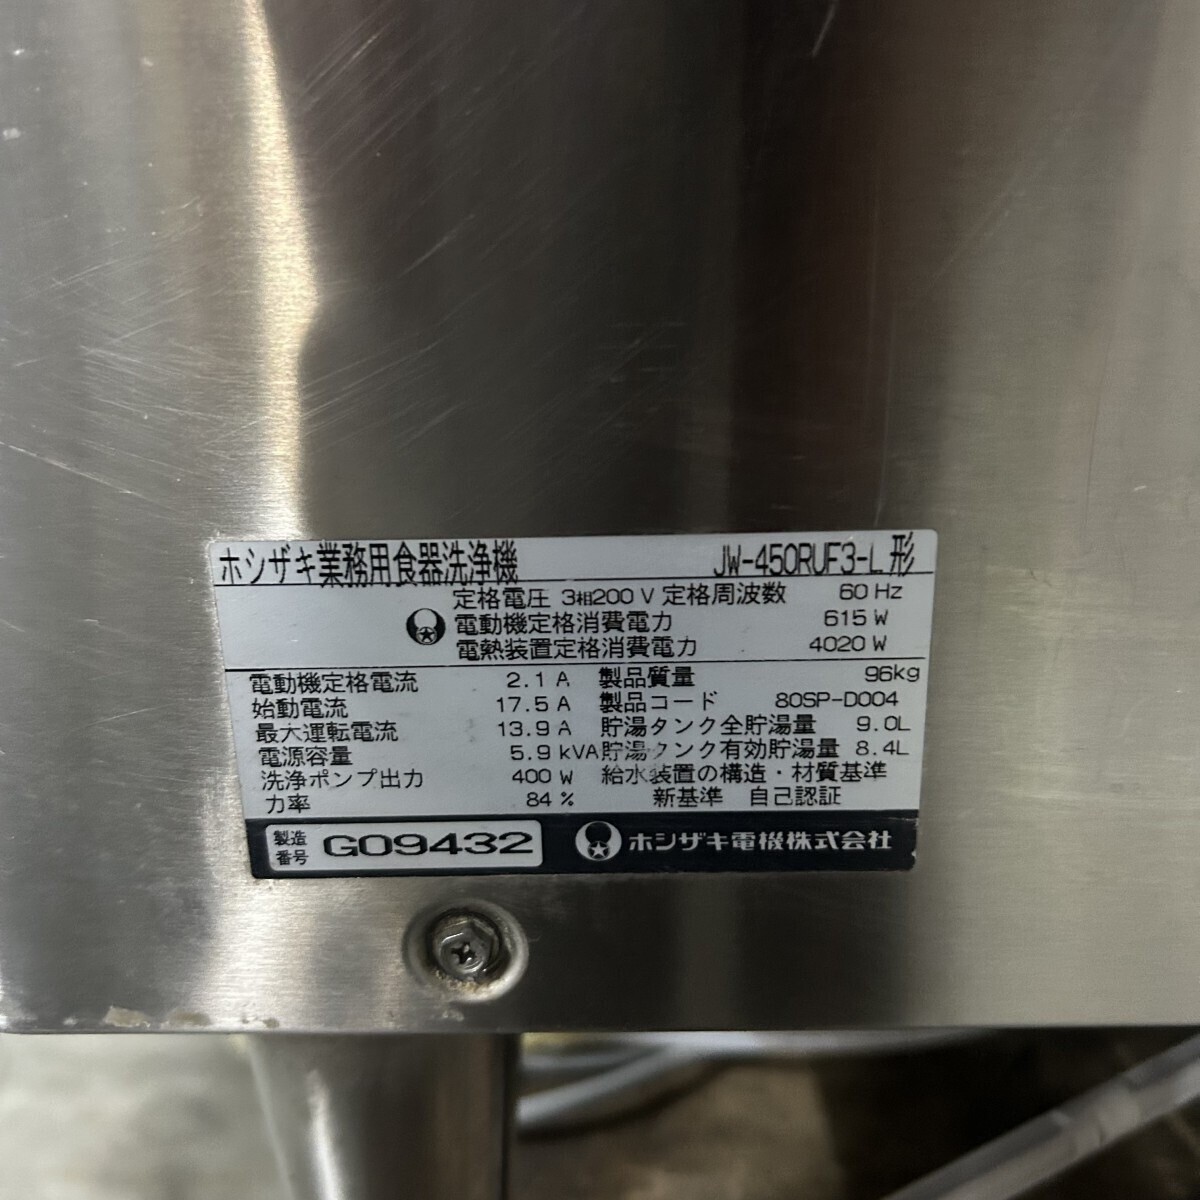 ホシザキ業務用食器洗浄機 JW-450RUF3-L形
定格電圧 3相200 V 定格周波数 60 Hz
電動機定格消費電力 615 W
電熱装置定格消費電力 4020 W
電動機定格電流 2.1 A 製品質量 96kg
始動電流 17.5 A 製品コード 80SP-D004
最大運転電流 13.9 A 貯湯タンク全貯湯量 9.0L
電源容量 5.9 kVA 貯湯タンク有効貯湯量 8.4L
洗浄ポンプ出力 400 W 給水装置の構造・材質基準
力率 84 % 新基準 自己認証
製造番号 G09432 ホシザキ電機株式会社